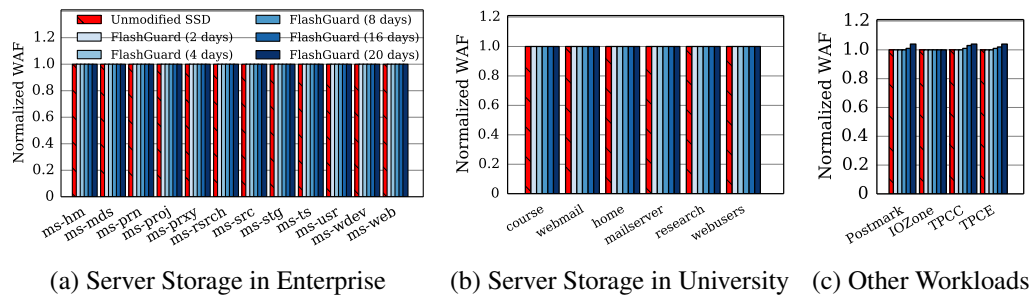 Normalized WAF
1.2
1.0
0.8
0.6
0.4
0.2
0
Unmodified SSD
FlashGuard (2 days)
FlashGuard (4 days)
FlashGuard (8 days)
FlashGuard (16 days)
FlashGuard (20 days)
ms-hm
ms-mds
ms-prn
ms-proj
ms-prxy
ms-rsrch
ms-src
ms-stg
ms-ts
ms-usr
ms-wdev
ms-web
(a) Server Storage in Enterprise
Normalized WAF
1.2
1.0
0.8
0.6
0.4
0.2
0
course
webmail
home
mailserver
research
webusers
(b) Server Storage in University
Normalized WAF
1.2
1.0
0.8
0.6
0.4
0.2
0
Postmark
IOZone
TPCC
TPCE
(c) Other Workloads